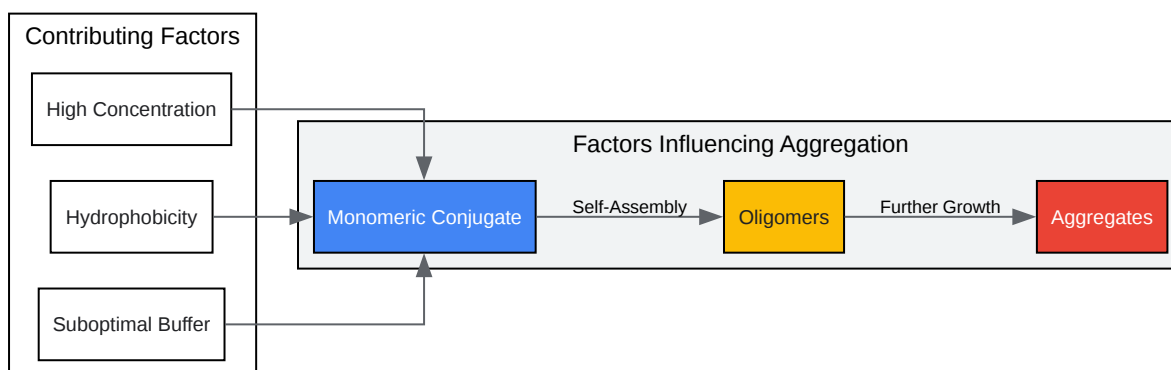 Contributing Factors
High Concentration
Hydrophobicity
Suboptimal Buffer
Factors Influencing Aggregation
Monomeric Conjugate
Self-Assembly
Oligomers
Further Growth
Aggregates